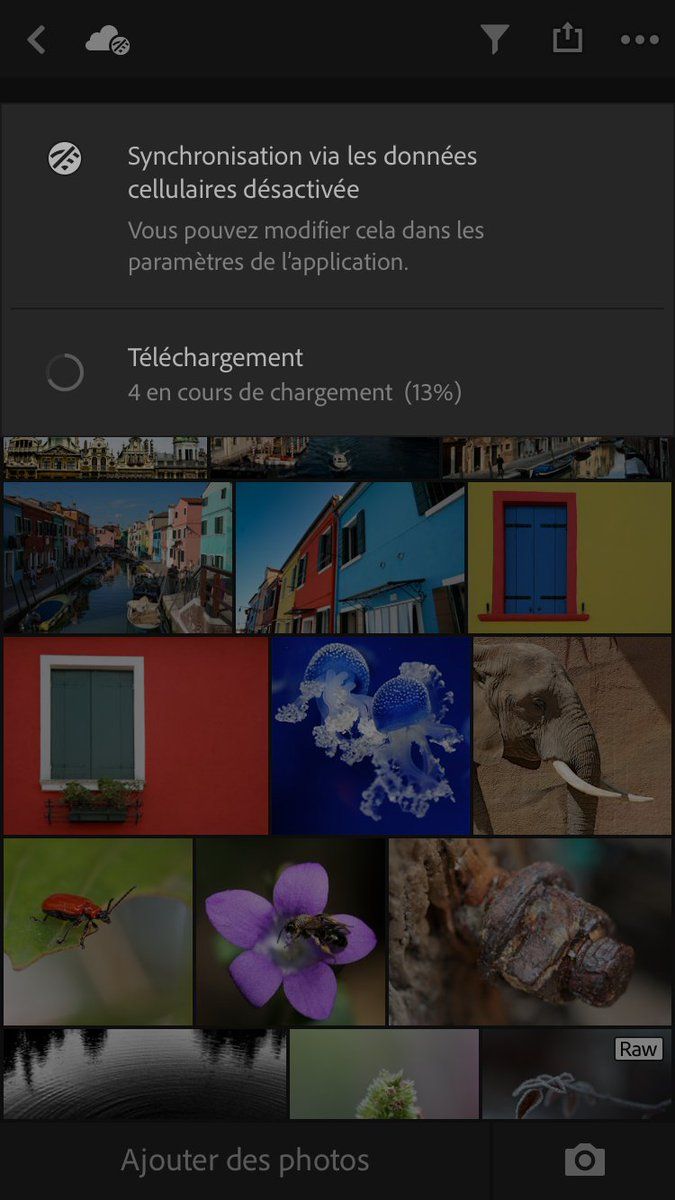 Synchronisation via les données
cellulaires désactivée
Vous pouvez modifier cela dans les
paramètres de l’application.
Téléchargement
4 en cours de chargement (13%)
Raw
Ajouter des photos